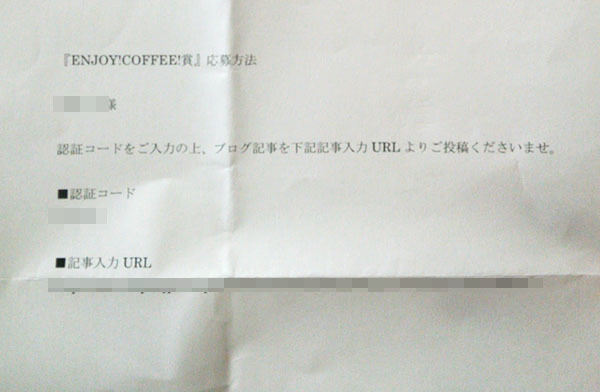 『ENJOY!COFFEE!賞』応募方法
様
認証コードをご入力の上、ブログ記事を下記記事入力 URL よりご投稿くださいませ。
■認証コード
■記事入力 URL